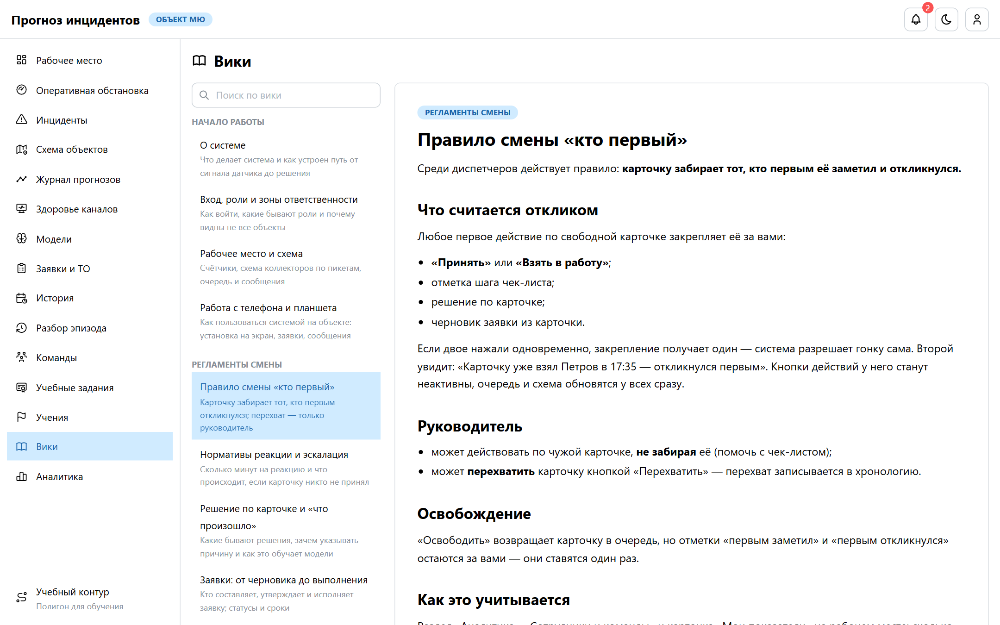 Прогноз инцидентов
ОБЪЕКТ МЮ
2
Рабочее место
Оперативная обстановка
Инциденты
Схема объектов
Журнал прогнозов
Здоровье каналов
Модели
Заявки и ТО
История
Разбор эпизода
Команды
Учебные задания
Учения
Вики
Аналитика
Учебный контур
Полигон для обучения
Вики
Поиск по вики
НАЧАЛО РАБОТЫ
О системе
Что делает система и как устроен путь от
сигнала датчика до решения
Вход, роли и зоны ответственности
Как войти, какие бывают роли и почему
видны не все объекты
Рабочее место и схема
Счётчики, схема коллекторов по пикетам,
очередь и сообщения
Работа с телефона и планшета
Как пользоваться системой на объекте:
установка на экран, заявки, сообщения
РЕГЛАМЕНТЫ СМЕНЫ
Правило смены «кто первый»
Карточку забирает тот, кто первым
откликнулся; перехват — только
руководитель
Нормативы реакции и эскалация
Сколько минут на реакцию и что
происходит, если карточку никто не принял
Решение по карточке и «что
произошло»
Какие бывают решения, зачем указывать
причину и как это обучает модели
Заявки: от черновика до выполнения
Кто составляет, утверждает и исполняет
заявку; статусы и сроки
РЕГЛАМЕНТЫ СМЕНЫ
Правило смены «кто первый»
Среди диспетчеров действует правило: карточку забирает тот, кто первым её заметил и откликнулся.
Что считается откликом
Любое первое действие по свободной карточке закрепляет её за вами:
• «Принять» или «Взять в работу»;
• отметка шага чек-листа;
• решение по карточке;
• черновик заявки из карточки.
Если двое нажали одновременно, закрепление получает один — система разрешает гонку сама. Второй
увидит: «Карточку уже взял Петров в 17:35 — откликнулся первым». Кнопки действий у него станут
неактивны, очередь и схема обновятся у всех сразу.
Руководитель
• может действовать по чужой карточке, не забирая её (помочь с чек-листом);
• может перехватить карточку кнопкой «Перехватить» — перехват записывается в хронологию.
Освобождение
«Освободить» возвращает карточку в очередь, но отметки «первым заметил» и «первым откликнулся»
остаются за вами — они ставятся один раз.
Как это учитывается